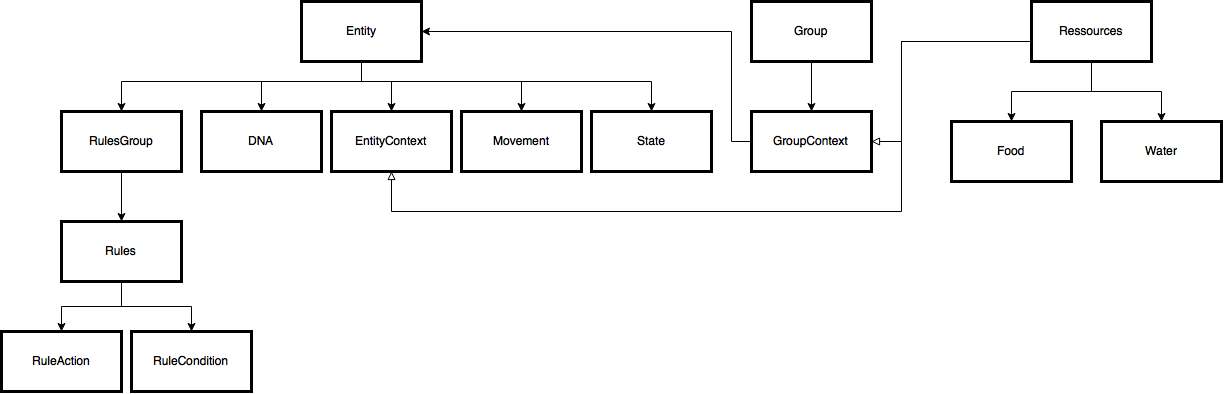 Entity
Group
Ressources
RulesGroup
DNA
EntityContext
Movement
State
GroupContext
Food
Water
Rules
RuleAction
RuleCondition